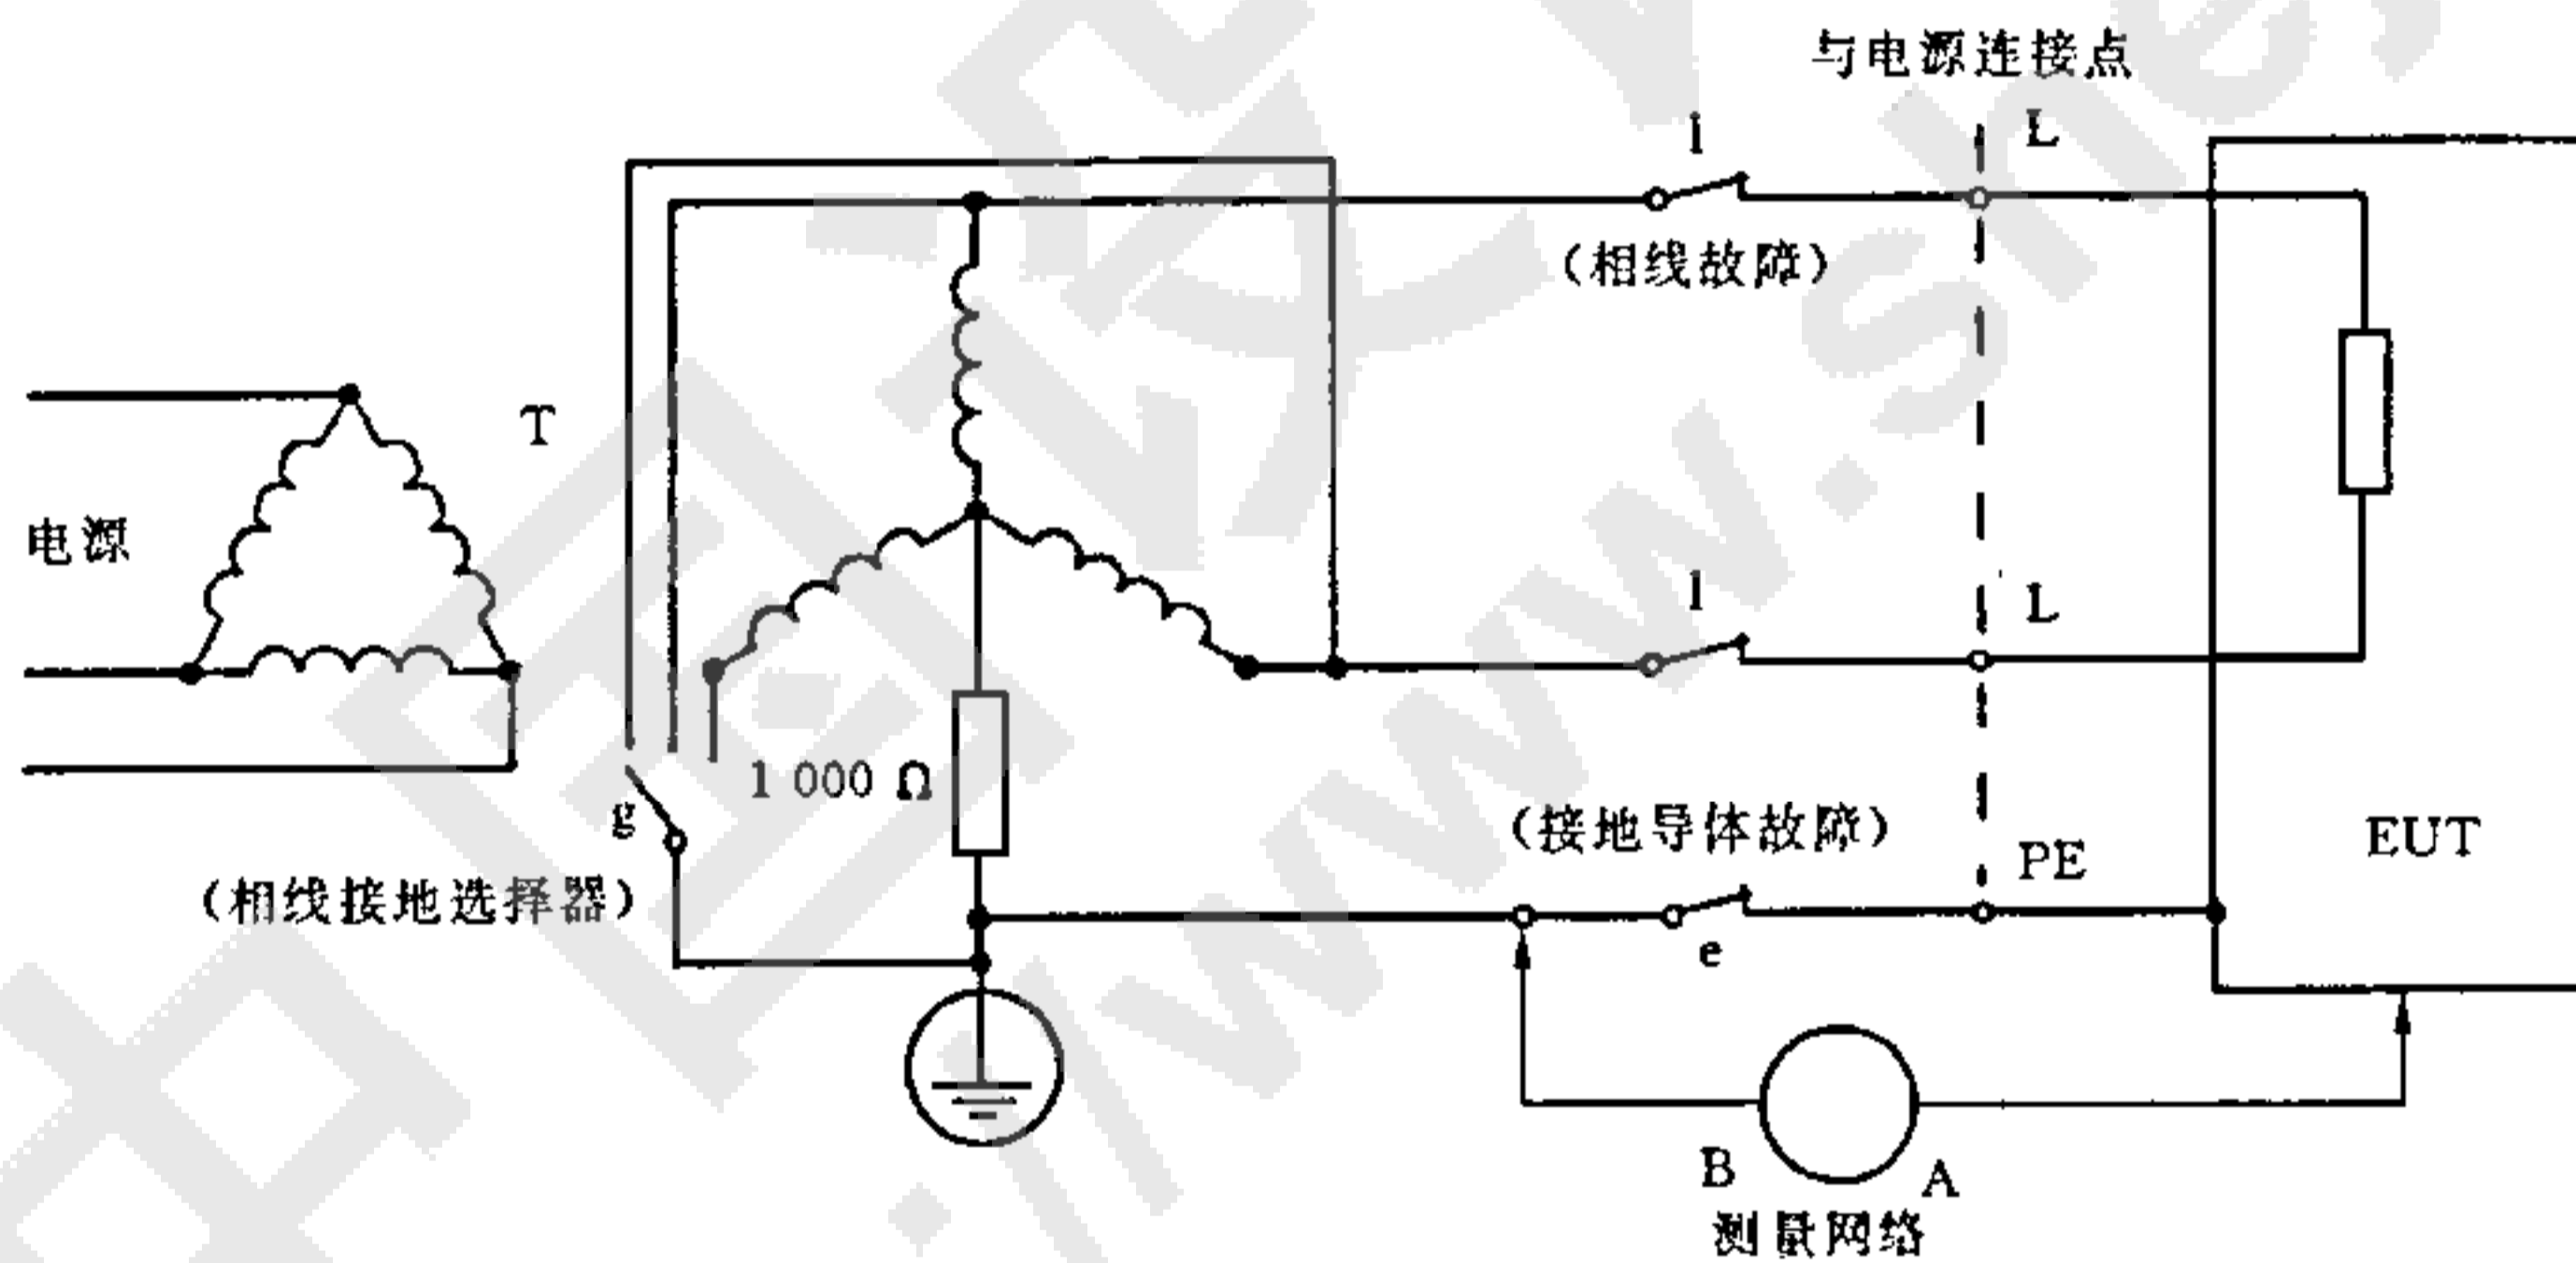 与电源连接点
l
L
(相线故障)
T
电源
l
L
1 000 Ω
g
(接地导体故障)
PE
EUT
(相线接地选择器)
e
B
A
测量网络